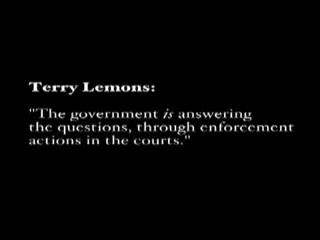 Terry Lemons:
"The government is answering
the questions, through enforcement
actions in the courts."